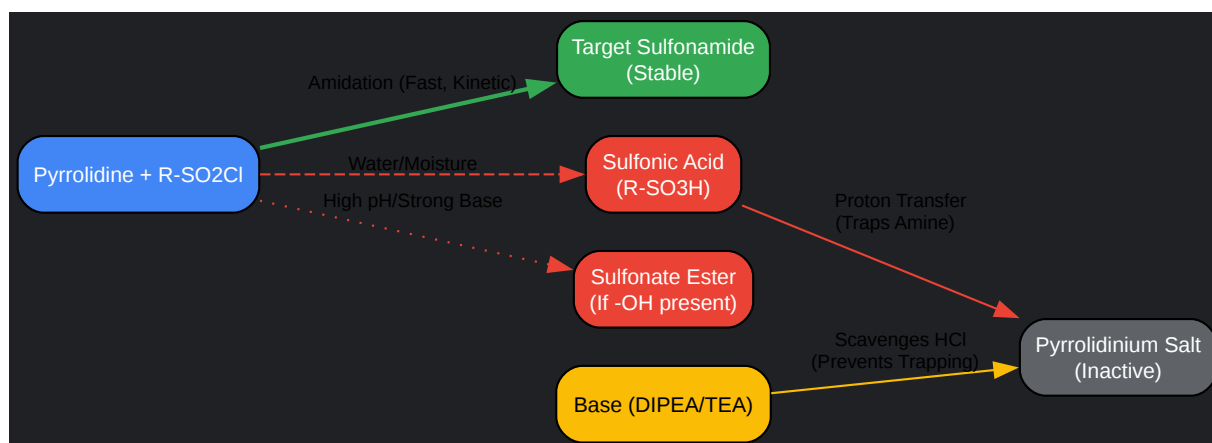 Target Sulfonamide
(Stable)
Amidation (Fast, Kinetic)
Pyrrolidine + R-SO2Cl
Water/Moisture
Sulfonic Acid
(R-SO3H)
High pH/Strong Base
Proton Transfer
(Traps Amine)
Sulfonate Ester
(If -OH present)
Scavenges HCl
(Prevents Trapping)
Pyrrolidinium Salt
(Inactive)
Base (DIPEA/TEA)